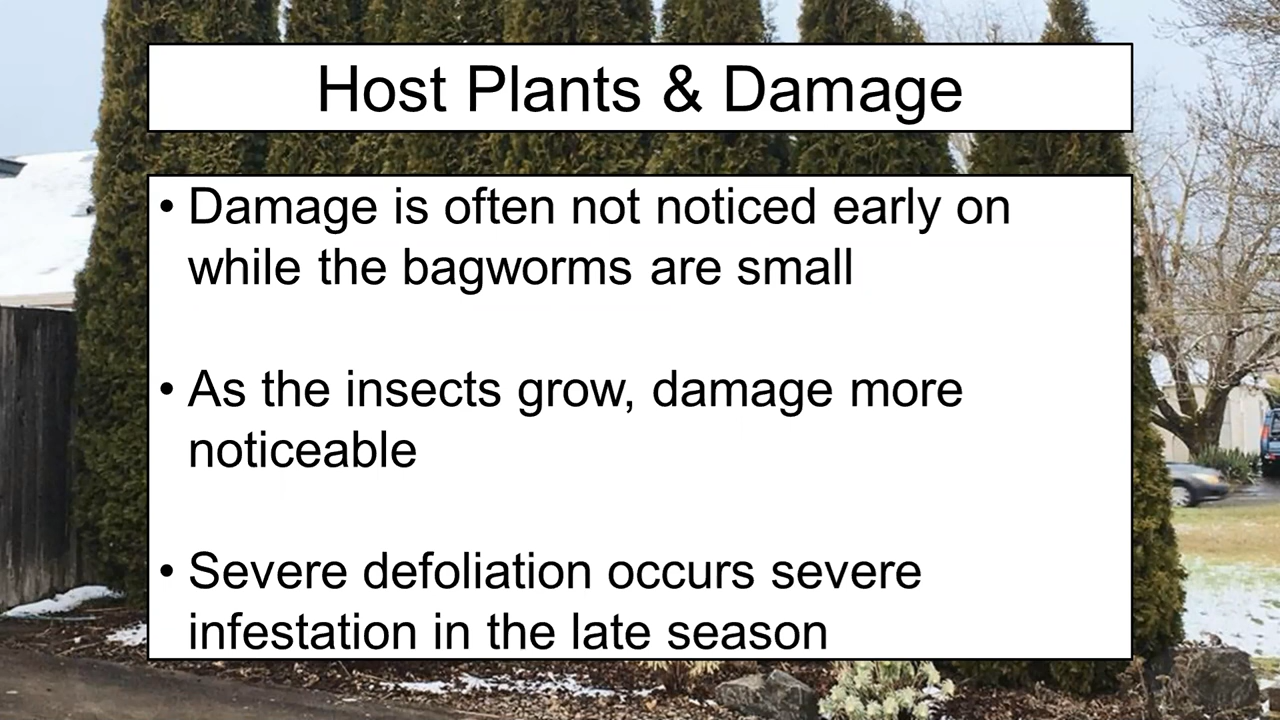 Host Plants & Damage
• Damage is often not noticed early on
while the bagworms are small
• As the insects grow, damage more
noticeable
• Severe defoliation occurs severe
infestation in the late season